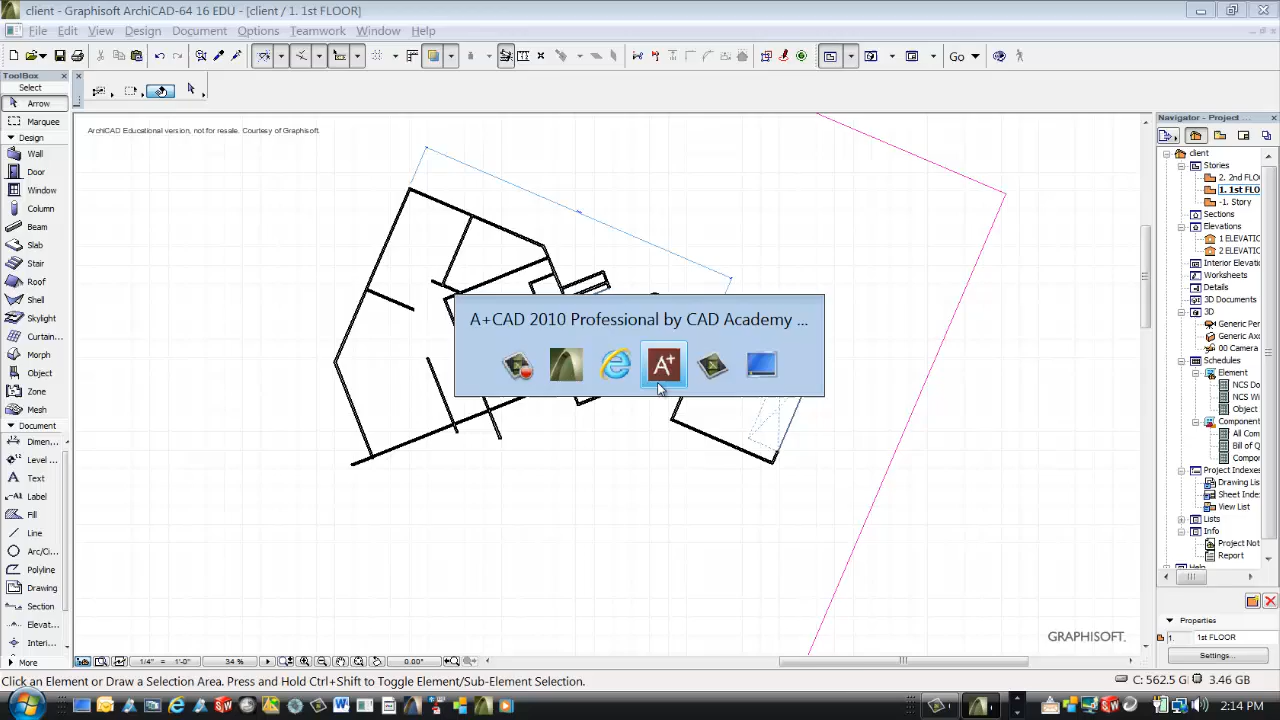 client - Graphisoft ArchiCAD-64 16 EDU - [client / 1. 1st FLOOR]
File Edit View Design Document Options Teamwork Window Help
Go
ToolBox
Select
Arrow
Marquee
Design
Wall
Door
Window
Column
Beam
Slab
Stair
Roof
Shell
Skylight
Curtain...
Morph
Object
Zone
Mesh
Document
Dimen...
Level ...
Text
Label
Fill
Line
Arc/Ci...
Polyline
Drawing
Section
Elevat...
Interi...
More
ArchiCAD Educational version, not for resale. Courtesy of Graphisoft.
A+CAD 2010 Professional by CAD Academy ...
A+
GRAPHISOFT.
Navigator - Project ...
client
Stories
2. 2nd FLO
1. 1st FLO
-1. Story
Sections
Elevations
1 ELEVATIO
2 ELEVATIO
Interior Elevatio
Worksheets
Details
3D Documents
3D
Generic Per
Generic Axo
00 Camera
Schedules
Element
NCS Do
NCS Wi
Object
Componen
All Com
Bill of Q
Compo
Project Indexes
Drawing Lis
Sheet Inde
View List
Lists
Info
Project Not
Report
Help
Properties
1. 1st FLOOR
Settings...
1/4" = 1'-0" 34 % 0.00°
Click an Element or Draw a Selection Area. Press and Hold Ctrl+Shift to Toggle Element/Sub-Element Selection.
C: 562.5 G 3.46 GB
2:14 PM